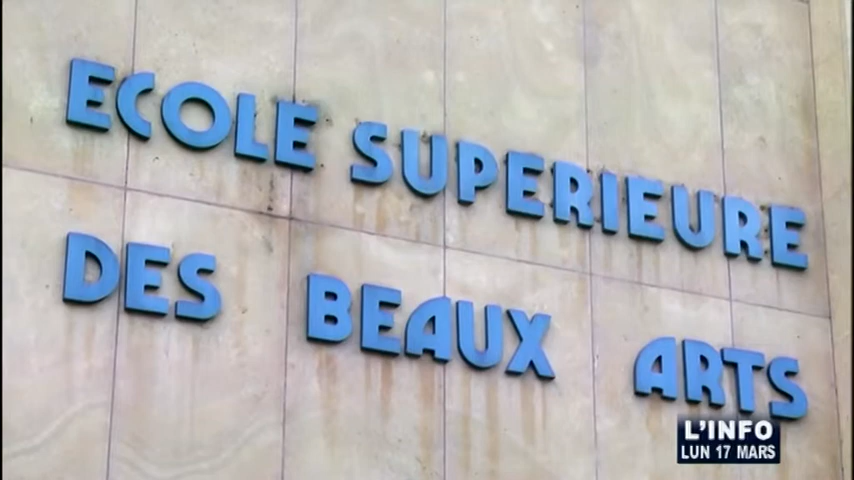 ECOLE SUPERIEURE
DES BEAUX ARTS
L'INFO
LUN 17 MARS